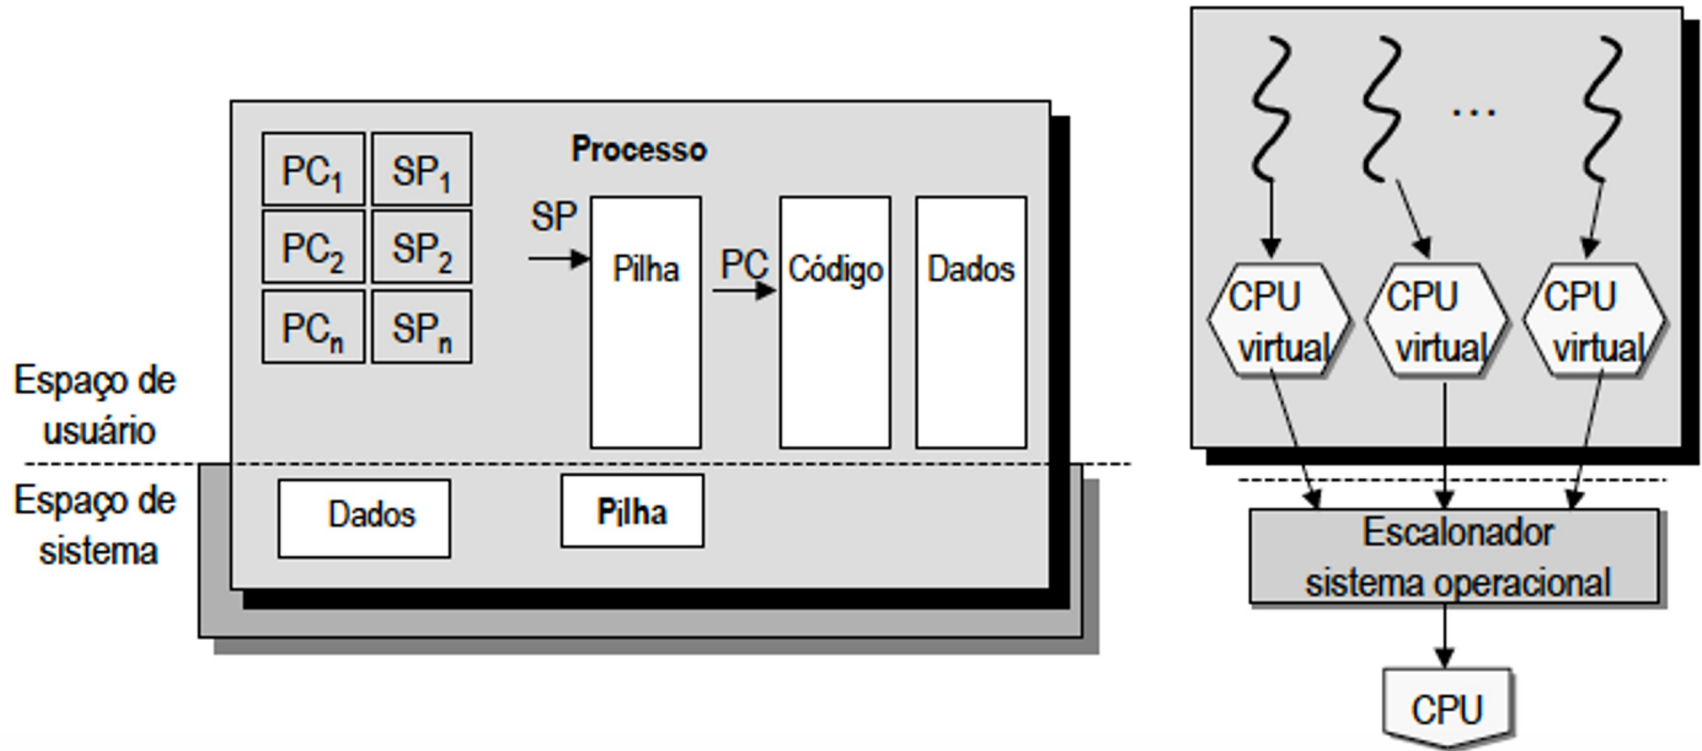 Processo
PC1 SP1
PC2 SP2
PCn SPn
SP
Pilha
PC
Código
Dados
Espaço de
usuário
Espaço de
sistema
Dados
Pilha
...
CPU
virtual
CPU
virtual
CPU
virtual
Escalonador
sistema operacional
CPU